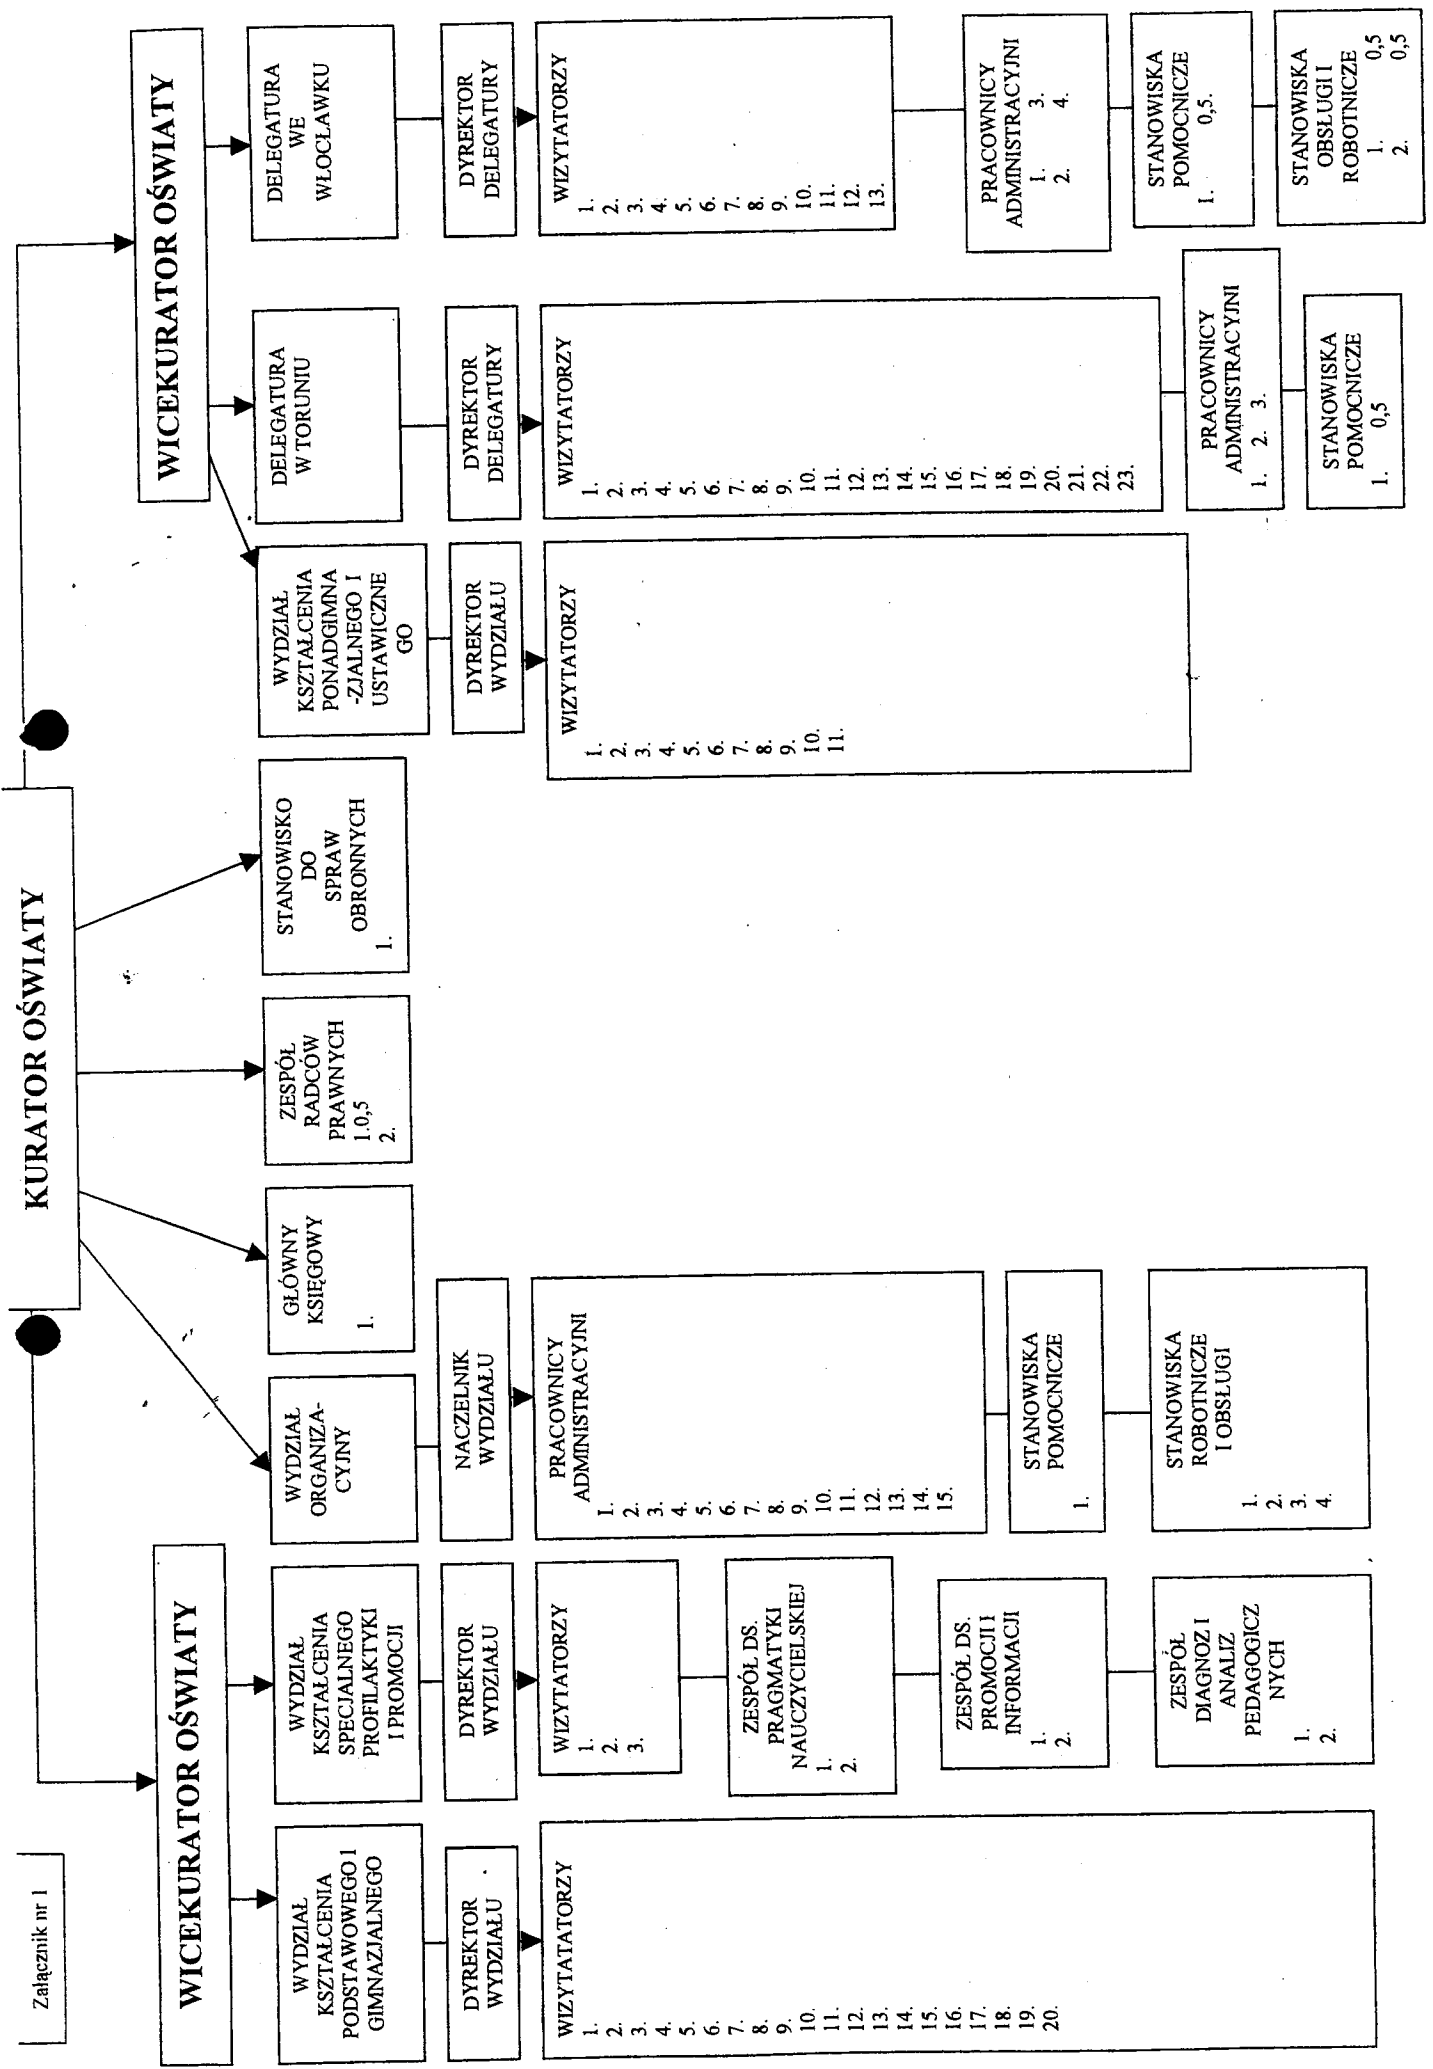 Załącznik nr 1
KURATOR OŚWIATY
WICEKURATOR OŚWIATY
WYDZIAŁ
KSZTAŁCENIA
PODSTAWOWEGO I
GIMNAZJALNEGO
DYREKTOR
WYDZIAŁU
WIZYTATATORZY
1.
2.
3.
4.
5.
6.
7.
8.
9.
10.
11.
12.
13.
14.
15.
16.
17.
18.
19.
20.
WYDZIAŁ
KSZTAŁCENIA
SPECJALNEGO
PROFILAKTYKI
I PROMOCJI
DYREKTOR
WYDZIAŁU
WIZYTATORZY
1.
2.
3.
ZESPÓŁ DS.
PRAGMATYKI
NAUCZYCIELSKIEJ
1.
2.
ZESPÓŁ DS.
PROMOCJI I
INFORMACJI
1.
2.
ZESPÓŁ
DIAGNOZ I
ANALIZ
PEDAGOGICZ
NYCH
1.
2.
WYDZIAŁ
ORGANIZA-
CYJNY
NACZELNIK
WYDZIAŁU
PRACOWNICY
ADMINISTRACYJNI
1.
2.
3.
4.
5.
6.
7.
8.
9.
10.
11.
12.
13.
14.
15.
STANOWISKA
POMOCNICZE
1.
STANOWISKA
ROBOTNICZE
I OBSŁUGI
1.
2.
3.
4.
GŁÓWNY
KSIĘGOWY
1.
ZESPÓŁ
RADCÓW
PRAWNYCH
1.0,5
2.
STANOWISKO
DO
SPRAW
OBRONNYCH
1.
WICEKURATOR OŚWIATY
WYDZIAŁ
KSZTAŁCENIA
PONADGIMNA
-ZJALNEGO I
USTAWICZNE
GO
DYREKTOR
WYDZIAŁU
WIZYTATORZY
1.
2.
3.
4.
5.
6.
7.
8.
9.
10.
11.
DELEGATURA
W TORUNIU
DYREKTOR
DELEGATURY
WIZYTATORZY
1.
2.
3.
4.
5.
6.
7.
8.
9.
10.
11.
12.
13.
14.
15.
16.
17.
18.
19.
20.
21.
22.
23.
PRACOWNICY
ADMINISTRACYJNI
1. 2. 3.
STANOWISKA
POMOCNICZE
1. 0,5
DELEGATURA
WE
WŁOCŁAWKU
DYREKTOR
DELEGATURY
WIZYTATORZY
1.
2.
3.
4.
5.
6.
7.
8.
9.
10.
11.
12.
13.
PRACOWNICY
ADMINISTRACYJNI
1. 3.
2. 4.
STANOWISKA
POMOCNICZE
1. 0,5.
STANOWISKA
OBSŁUGI I
ROBOTNICZE
1. 0,5
2. 0,5